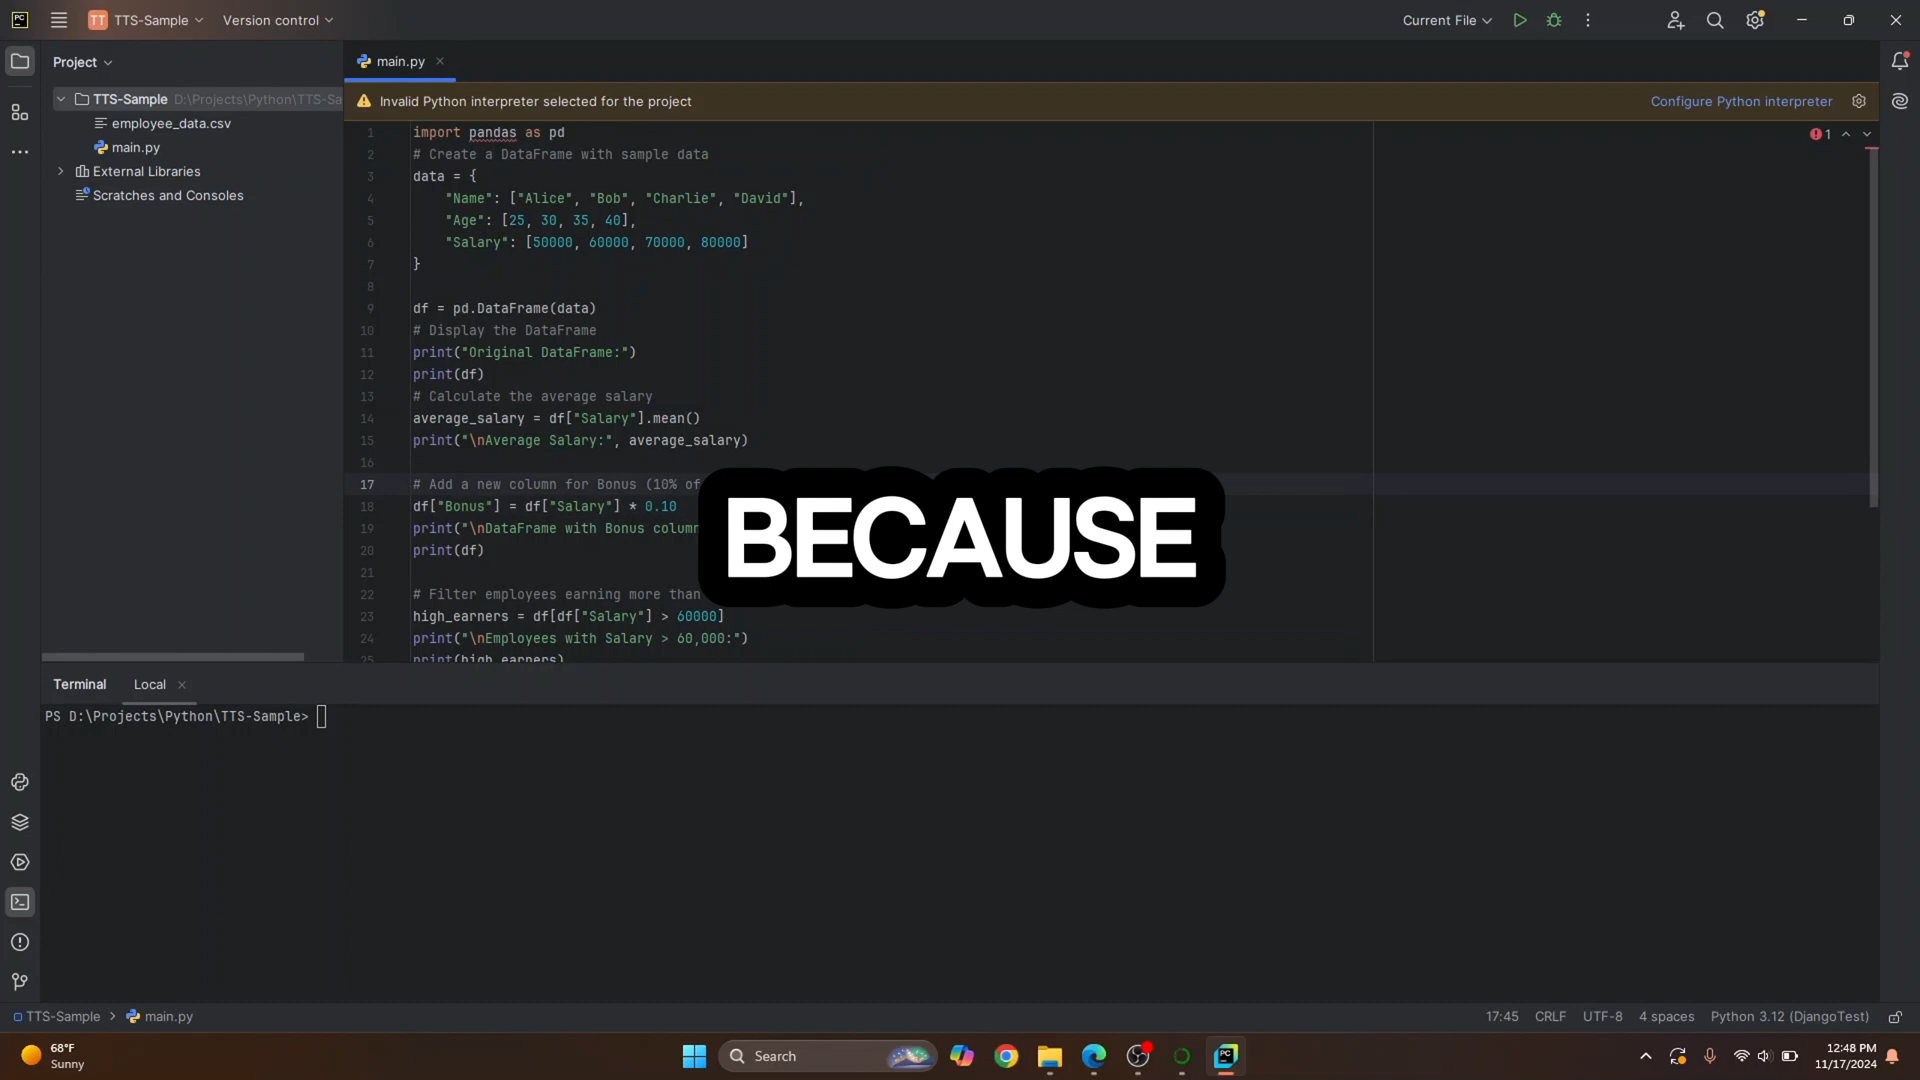 PC
TT TTS-Sample Version control Current File
Project main.py
Invalid Python interpreter selected for the project Configure Python interpreter
TTS-Sample D:\Projects\Python\TTS-Sa
employee_data.csv
main.py
External Libraries
Scratches and Consoles
1
1 import pandas as pd
2 # Create a DataFrame with sample data
3 data = {
4 "Name": ["Alice", "Bob", "Charlie", "David"],
5 "Age": [25, 30, 35, 40],
6 "Salary": [50000, 60000, 70000, 80000]
7 }
8
9 df = pd.DataFrame(data)
10 # Display the DataFrame
11 print("Original DataFrame:")
12 print(df)
13 # Calculate the average salary
14 average_salary = df["Salary"].mean()
15 print("\nAverage Salary:", average_salary)
16
17 # Add a new column for Bonus (10% of
18 df["Bonus"] = df["Salary"] * 0.10
19 print("\nDataFrame with Bonus column
20 print(df)
21
22 # Filter employees earning more than
23 high_earners = df[df["Salary"] > 60000]
24 print("\nEmployees with Salary > 60,000:")
25 print(high_earners)
BECAUSE
Terminal Local
PS D:\Projects\Python\TTS-Sample>
TTS-Sample > main.py 17:45 CRLF UTF-8 4 spaces Python 3.12 (DjangoTest)
68°F
Sunny
Search
PC
12:48 PM
11/17/2024